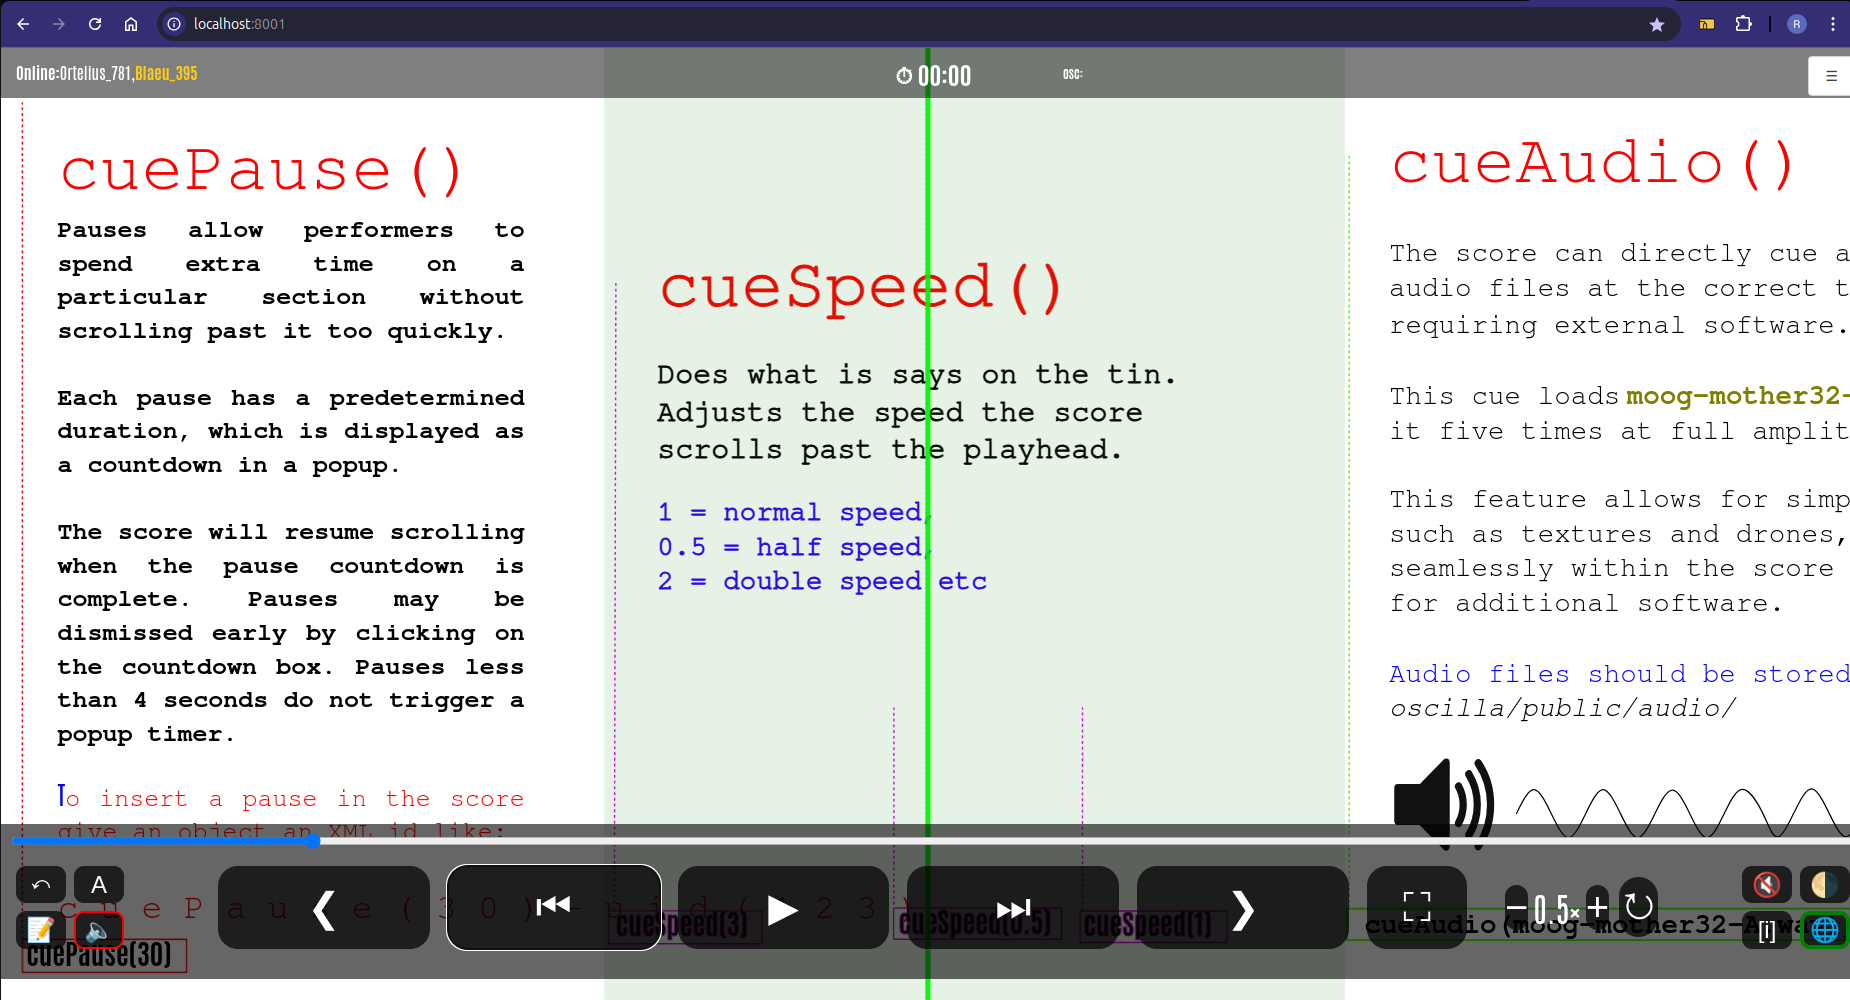 localhost:8001
R
Online:Ortelius_781,Blaeu_395
00:00
OSC:
cuePause()
Pauses allow performers to
spend extra time on a
particular section without
scrolling past it too quickly.
Each pause has a predetermined
duration, which is displayed as
a countdown in a popup.
The score will resume scrolling
when the pause countdown is
complete. Pauses may be
dismissed early by clicking on
the countdown box. Pauses less
than 4 seconds do not trigger a
popup timer.
To insert a pause in the score
give an object an XML id like:
cuePause(30)-uid(23)
cuePause(30)
cueSpeed()
Does what is says on the tin.
Adjusts the speed the score
scrolls past the playhead.
1 = normal speed,
0.5 = half speed,
2 = double speed etc
cueSpeed(3)
cueSpeed(0.5)
cueSpeed(1)
cueAudio()
The score can directly cue a
audio files at the correct t
requiring external software.
This cue loads moog-mother32-
it five times at full amplit
This feature allows for simp
such as textures and drones,
seamlessly within the score
for additional software.
Audio files should be stored
oscilla/public/audio/
cueAudio(moog-mother32-A
A
0.5×
[i]